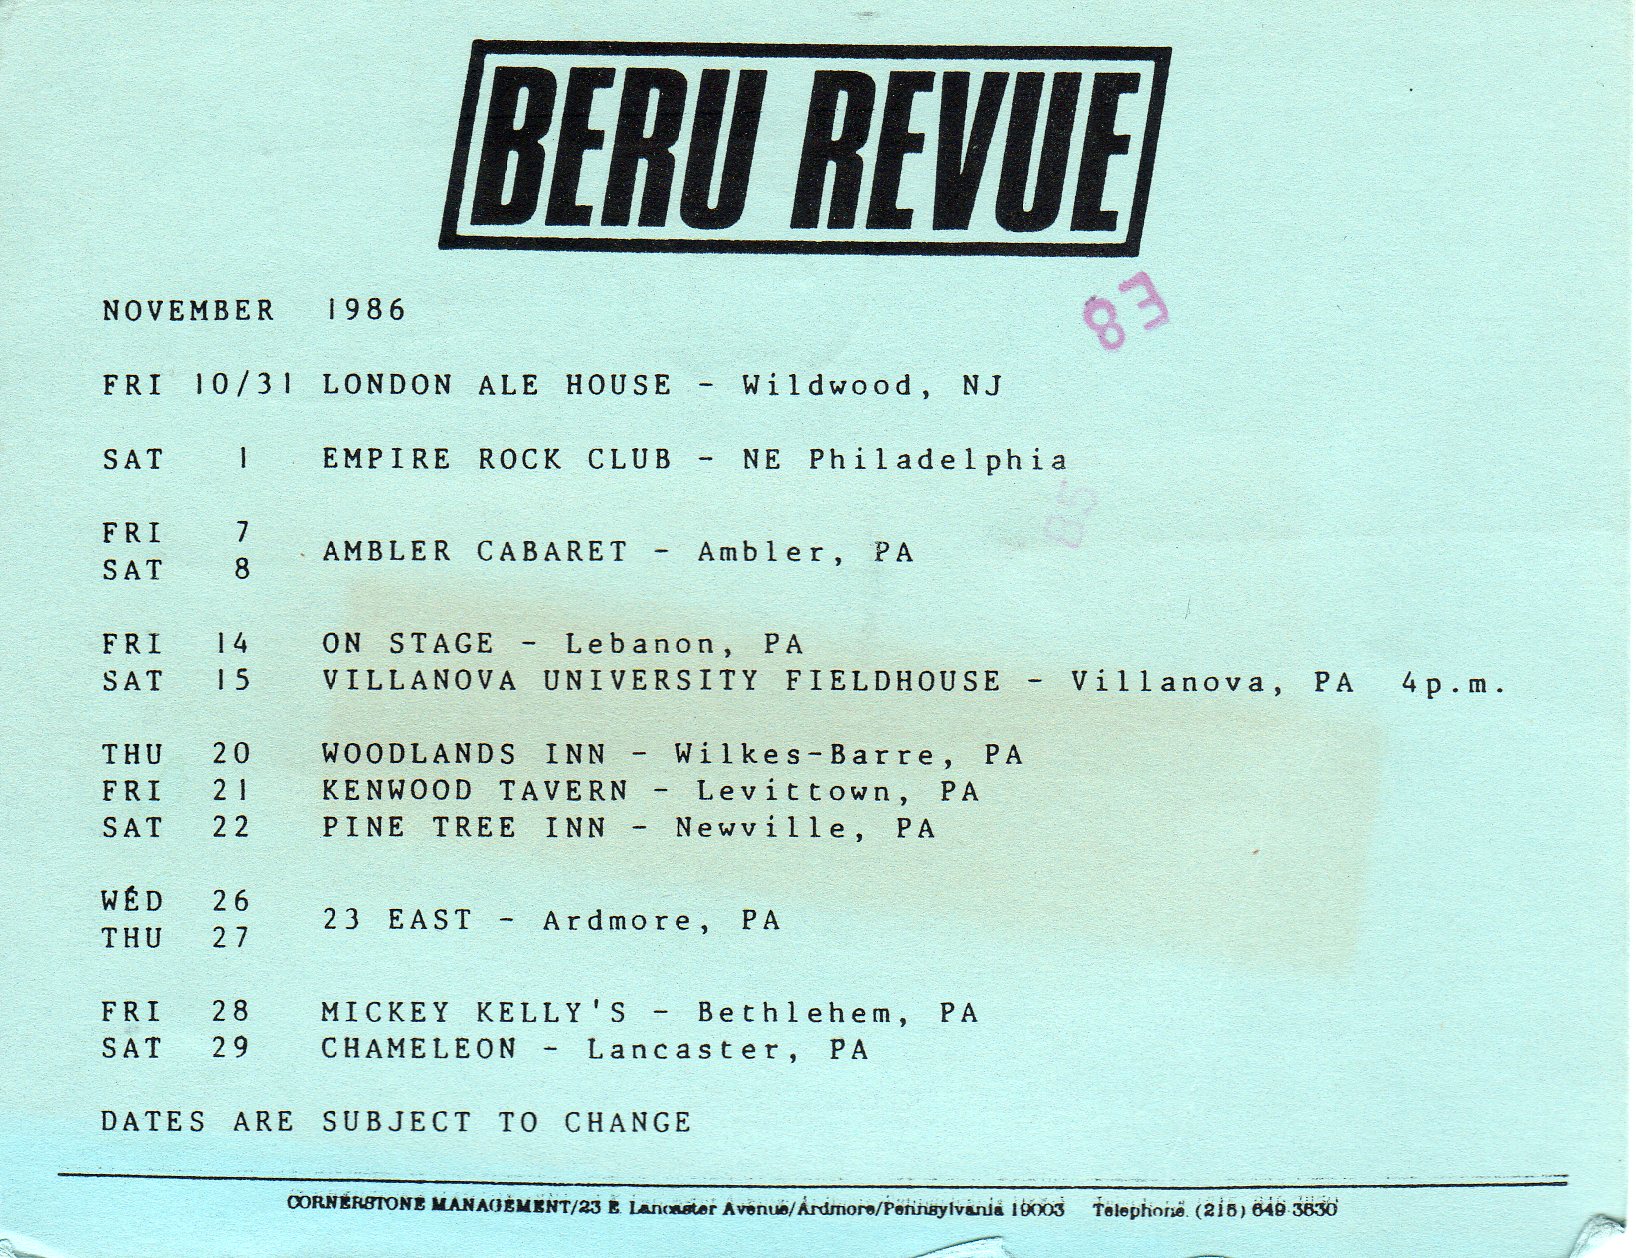 BERU REVUE
NOVEMBER 1986
83
FRI 10/31 LONDON ALE HOUSE - Wildwood, NJ
SAT 1 EMPIRE ROCK CLUB - NE Philadelphia
FRI 7
SAT 8
AMBLER CABARET - Ambler, PA
FRI 14 ON STAGE - Lebanon, PA
SAT 15 VILLANOVA UNIVERSITY FIELDHOUSE - Villanova, PA 4p.m.
THU 20 WOODLANDS INN - Wilkes-Barre, PA
FRI 21 KENWOOD TAVERN - Levittown, PA
SAT 22 PINE TREE INN - Newville, PA
WED 26
THU 27
23 EAST - Ardmore, PA
FRI 28 MICKEY KELLY'S - Bethlehem, PA
SAT 29 CHAMELEON - Lancaster, PA
DATES ARE SUBJECT TO CHANGE
CORNERSTONE MANAGEMENT/23 E. Lancaster Avenue/Ardmore/Pennsylvania 19003 Telephone. (215)